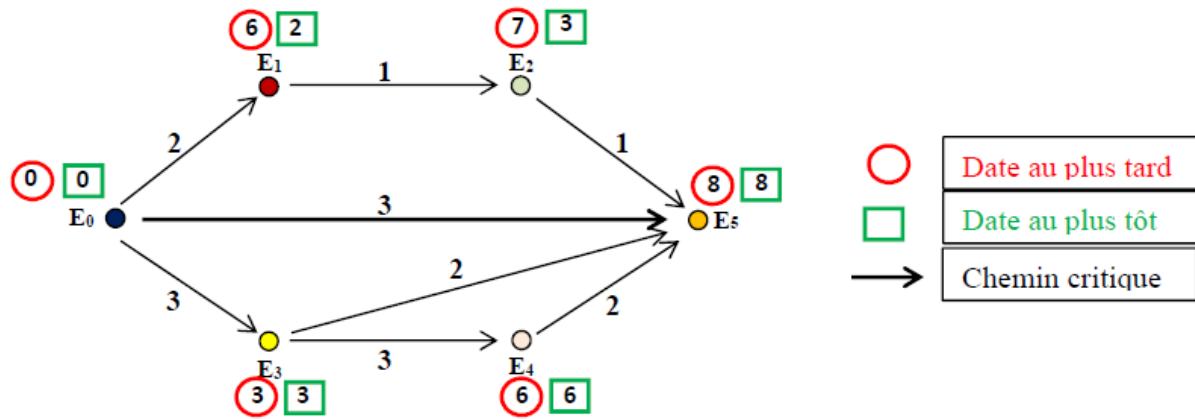 6 2
E1
7 3
E2
1
2
1
0 0
E0
3
8 8
E5
2
3
2
3
E3
3 3
E4
6 6
Date au plus tard
Date au plus tôt
Chemin critique